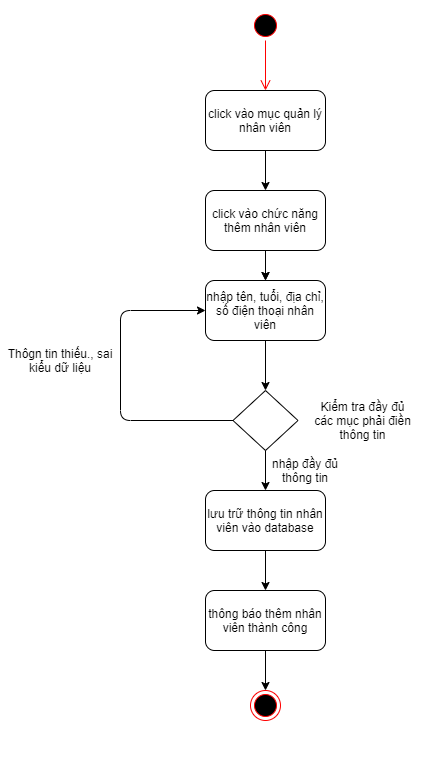 click vào mục quản lý
nhân viên
click vào chức năng
thêm nhân viên
nhập tên, tuổi, địa chỉ,
số điện thoại nhân
viên
Thôgn tin thiếu., sai
kiểu dữ liệu
Kiểm tra đầy đủ
các mục phải điền
thông tin
nhập đầy đủ
thông tin
lưu trữ thông tin nhân
viên vào database
thông báo thêm nhân
viên thành công